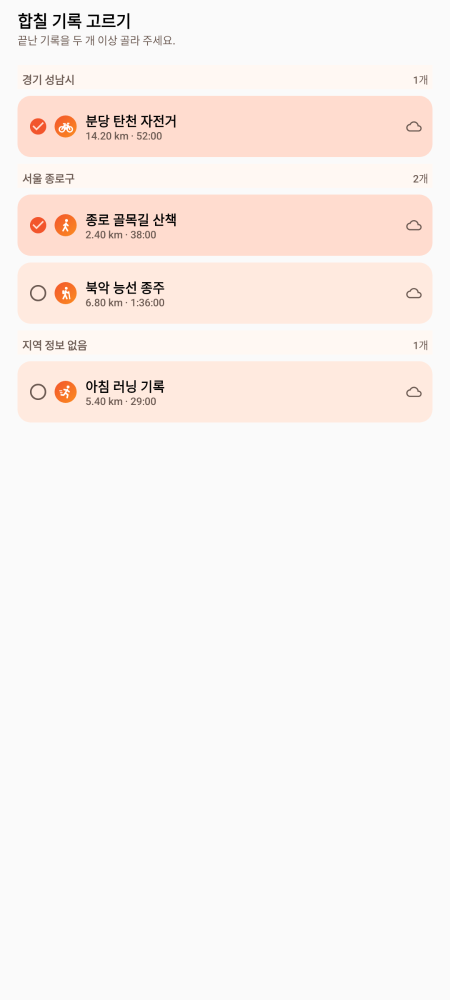 합칠 기록 고르기
끝난 기록을 두 개 이상 골라 주세요.
경기 성남시 1개
분당 탄천 자전거
14.20 km · 52:00
서울 종로구 2개
종로 골목길 산책
2.40 km · 38:00
북악 능선 종주
6.80 km · 1:36:00
지역 정보 없음 1개
아침 러닝 기록
5.40 km · 29:00